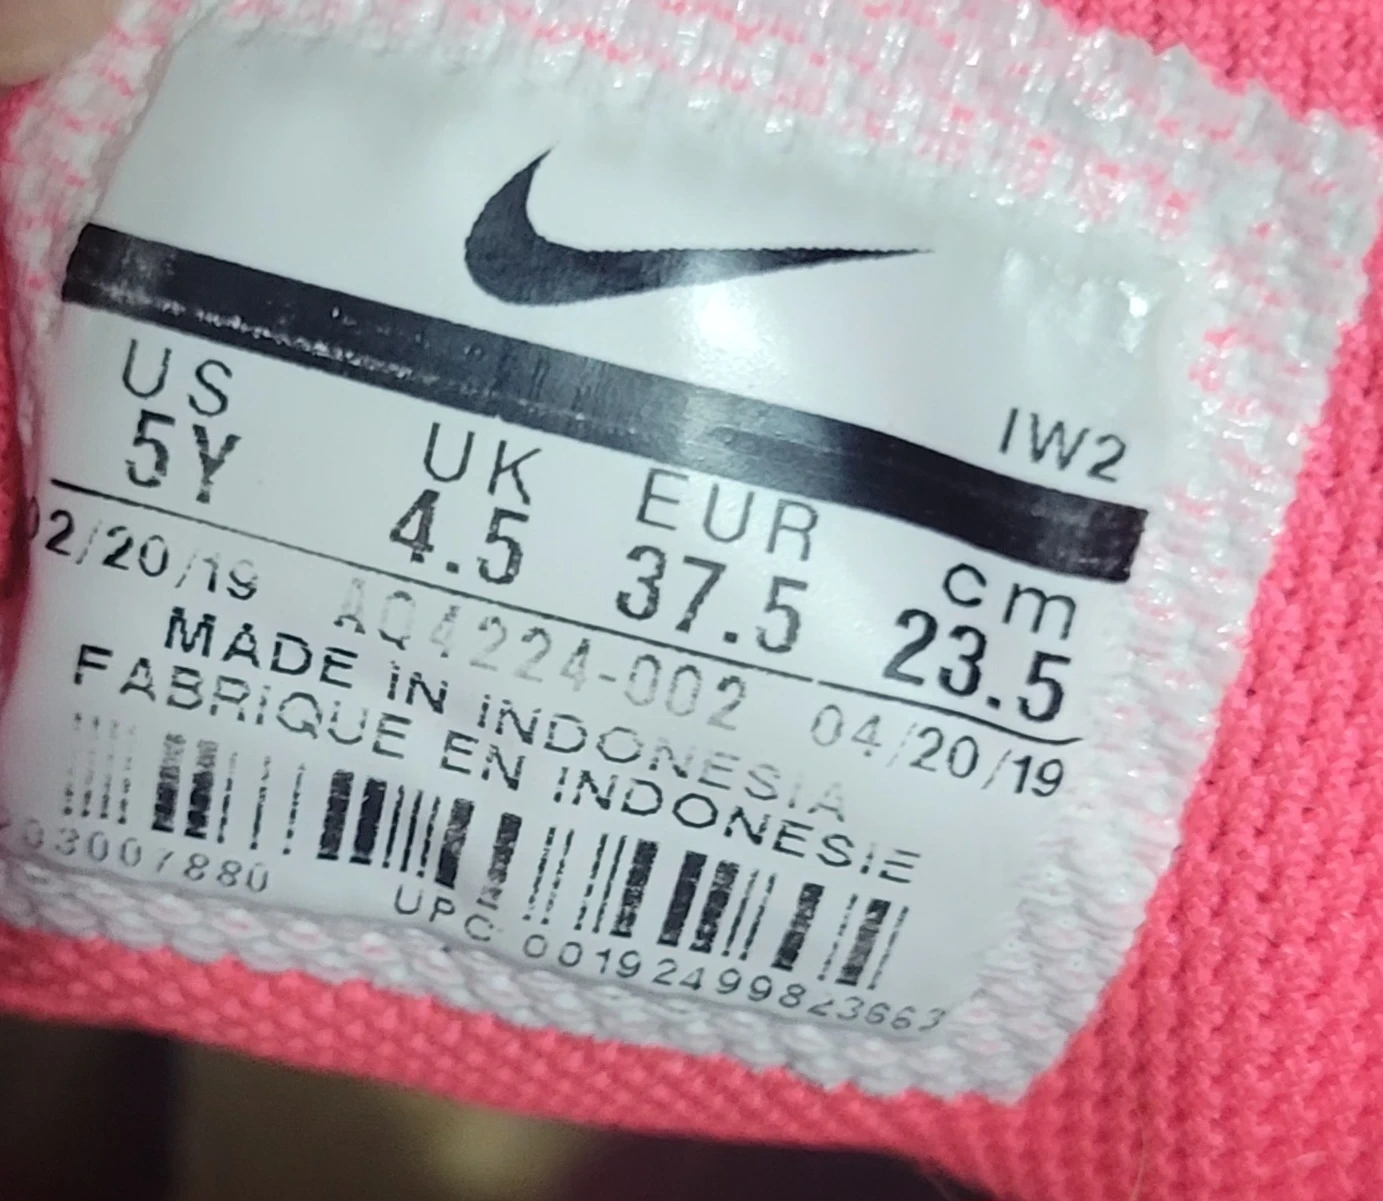 IW2
US UK EUR cm
5Y 4.5 37.5 23.5
02/20/19 AQ4224-002 04/20/19
MADE IN INDONESIA
FABRIQUE EN INDONESIE
03007880 UPC 00192499823663